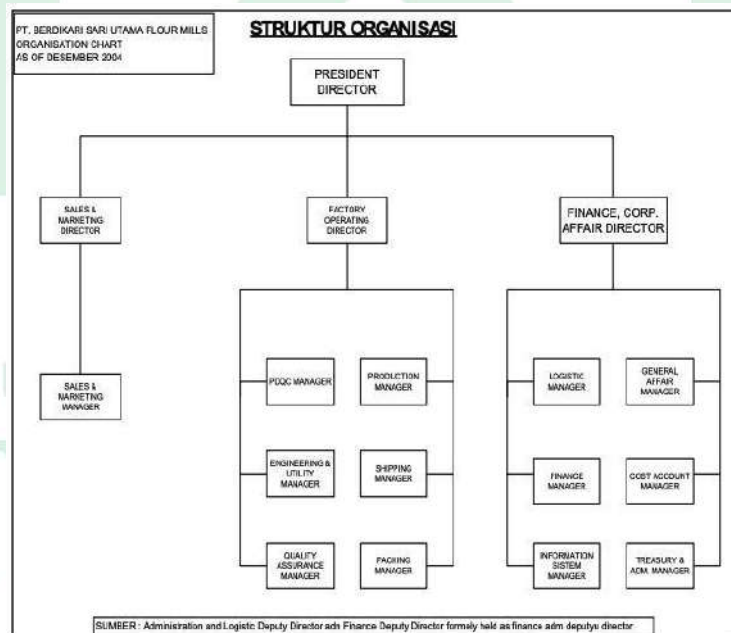 PT. BERDIKARI SARI UTAMA FLOUR MILLS
ORGANISATION CHART
AS OF DESEMBER 2004
STRUKTUR ORGANISASI
PRESIDENT
DIRECTOR
SALES &
MARKETING
DIRECTOR
FACTORY
OPERATING
DIRECTOR
FINANCE, CORP.
AFFAIR DIRECTOR
SALES &
MARKETING
MANAGER
PDQC MANAGER
PRODUCTION
MANAGER
LOGISTIC
MANAGER
GENERAL
AFFAIR
MANAGER
ENGINEERING &
UTILITY
MANAGER
SHIPPING
MANAGER
FINANCE
MANAGER
COST ACCOUNT
MANAGER
QUALITY
ASSURANCE
MANAGER
PACKING
MANAGER
INFORMATION
SISTEM
MANAGER
TREASURY &
ADM. MANAGER
SUMBER : Administration and Logistic Deputy Director adn Finance Deputy Director formely held as finance adm deputyu director